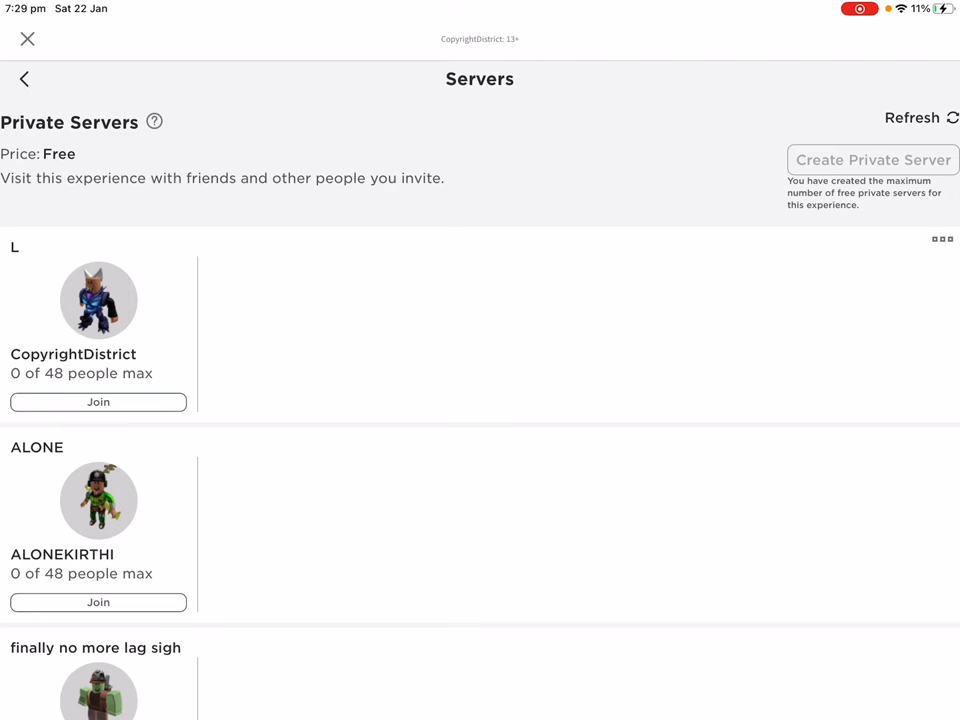 7:29 pm Sat 22 Jan
11%
CopyrightDistrict: 13+
Servers
Private Servers ?
Refresh
Price: Free
Create Private Server
Visit this experience with friends and other people you invite.
You have created the maximum
number of free private servers for
this experience.
L
CopyrightDistrict
0 of 48 people max
Join
ALONE
ALONEKIRTHI
0 of 48 people max
Join
finally no more lag sigh